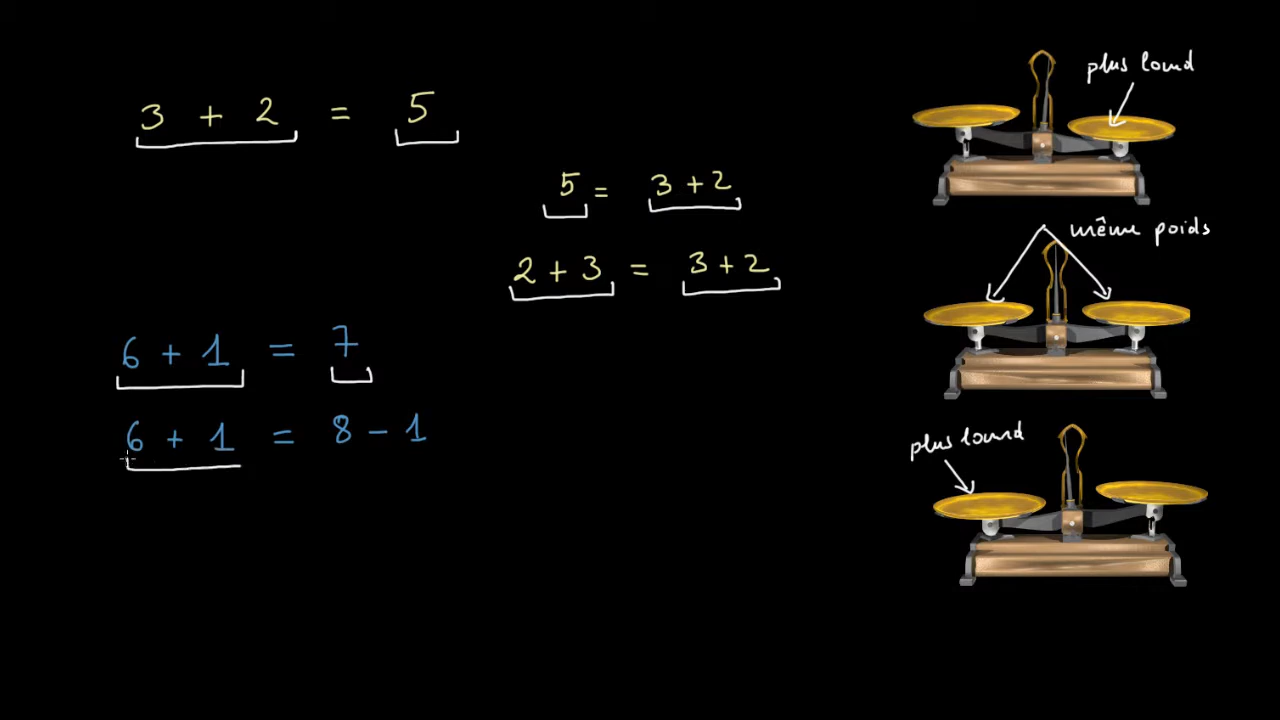 3 + 2 = 5
5 = 3 + 2
2 + 3 = 3 + 2
6 + 1 = 7
6 + 1 = 8 - 1
plus lourd
même poids
plus lourd